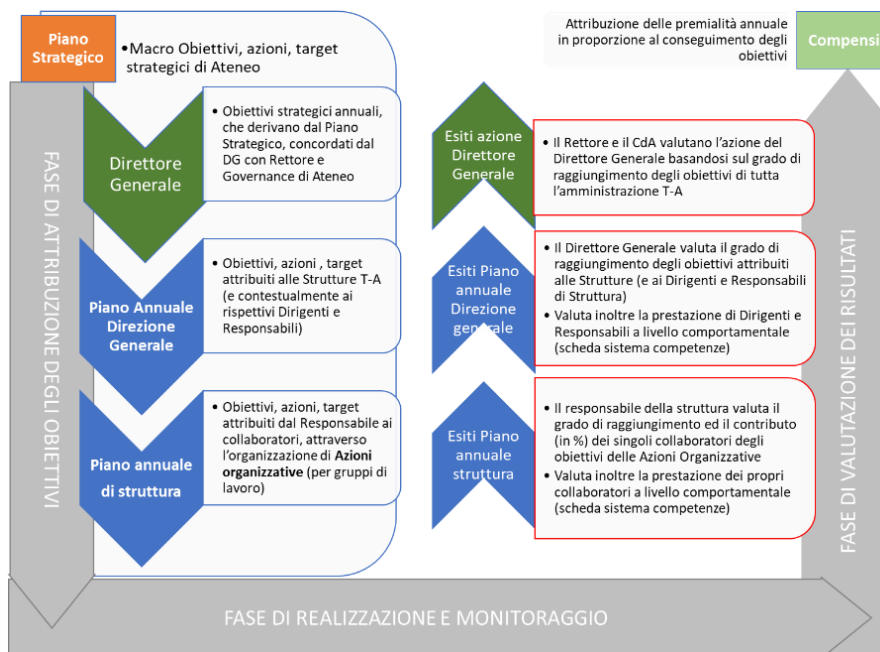 Piano
Strategico
•Macro Obiettivi, azioni, target
strategici di Ateneo
FASE DI ATTRIBUZIONE DEGLI OBIETTIVI
Direttore
Generale
• Obiettivi strategici annuali,
che derivano dal Piano
Strategico, concordati dal
DG con Rettore e
Governance di Ateneo
Piano Annuale
Direzione
Generale
• Obiettivi, azioni , target
attribuiti alle Strutture T-A
(e contestualmente ai
rispettivi Dirigenti e
Responsabili)
Piano annuale
di struttura
• Obiettivi, azioni, target
attribuiti dal Responsabile ai
collaboratori, attraverso
l'organizzazione di Azioni
organizzative (per gruppi di
lavoro)
FASE DI REALIZZAZIONE E MONITORAGGIO
Attribuzione delle premialità annuale
in proporzione al conseguimento degli
obiettivi
Compensi
Esiti azione
Direttore
Generale
• Il Rettore e il CdA valutano l'azione del
Direttore Generale basandosi sul grado di
raggiungimento degli obiettivi di tutta
l'amministrazione T-A
Esiti Piano
annuale
Direzione
generale
• Il Direttore Generale valuta il grado di
raggiungimento degli obiettivi attribuiti
alle Strutture (e ai Dirigenti e Responsabili
di Struttura)
• Valuta inoltre la prestazione di Dirigenti e
Responsabili a livello comportamentale
(scheda sistema competenze)
Esiti Piano
annuale
struttura
• Il responsabile della struttura valuta il
grado di raggiungimento ed il contributo
(in %) dei singoli collaboratori degli
obiettivi delle Azioni Organizzative
• Valuta inoltre la prestazione dei propri
collaboratori a livello comportamentale
(scheda sistema competenze)
FASE DI VALUTAZIONE DEI RISULTATI